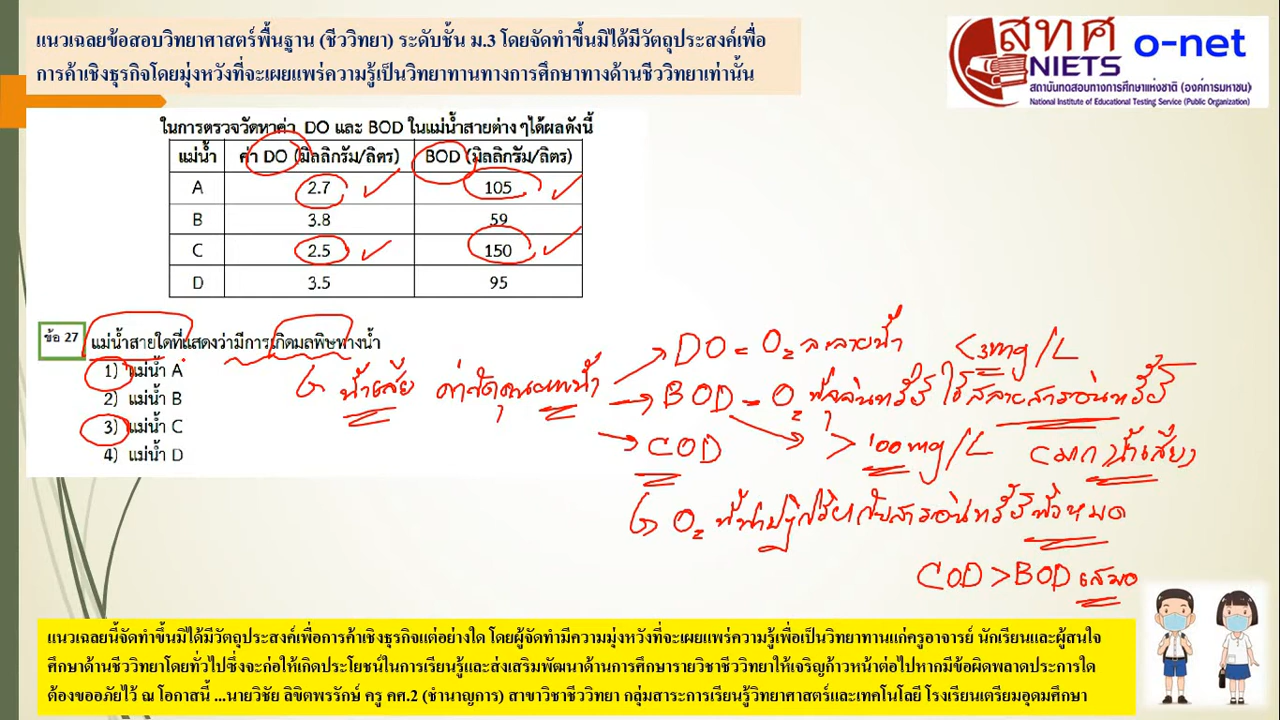 แนวเฉลยข้อสอบวิทยาศาสตร์พื้นฐาน (ชีววิทยา) ระดับชั้น ม.3 โดยจัดทำขึ้นมิได้มีวัตถุประสงค์เพื่อ
การค้าเชิงธุรกิจโดยมุ่งหวังที่จะเผยแพร่ความรู้เป็นวิทยาทานทางการศึกษาทางด้านชีววิทยาเท่านั้น
สทศ
NIETS
o-net
สถาบันทดสอบทางการศึกษาแห่งชาติ (องค์การมหาชน)
National Institute of Educational Testing Service (Public Organization)
ในการตรวจวัดหาค่า DO และ BOD ในแม่น้ำสายต่าง ๆได้ผลดังนี้
แม่น้ำ ค่า DO (มิลลิกรัม/ลิตร) BOD (มิลลิกรัม/ลิตร)
A 2.7 105
B 3.8 59
C 2.5 150
D 3.5 95
ข้อ 27 แม่น้ำสายใดที่แสดงว่ามีการเกิดมลพิษทางน้ำ
1) แม่น้ำ A
2) แม่น้ำ B
3) แม่น้ำ C
4) แม่น้ำ D
DO = O₂ ละลายน้ำ <3mg/L
น้ำเสีย
BOD = O₂ ที่จุลินทรีย์ ใช้สลายสารอินทรีย์
COD
> 100mg/L
O₂ ที่ทำปฏิกิริยากับสารอินทรีย์ทั้งหมด
COD > BOD เสมอ
แนวเฉลยนี้จัดทำขึ้นมิได้มีวัตถุประสงค์เพื่อการค้าเชิงธุรกิจแต่อย่างใด โดยผู้จัดทำมีความมุ่งหวังที่จะเผยแพร่ความรู้เพื่อเป็นวิทยาทานแก่ครูอาจารย์ นักเรียนและผู้สนใจ
ศึกษาด้านชีววิทยาโดยทั่วไปซึ่งจะก่อให้เกิดประโยชน์ในการเรียนรู้และส่งเสริมพัฒนาด้านการศึกษารายวิชาชีววิทยาให้เจริญก้าวหน้าต่อไปหากมีข้อผิดพลาดประการใด
ต้องขออภัยไว้ ณ โอกาสนี้ ...นายวิชัย ลิขิตพรรักษ์ ครู คศ.2 (ชำนาญการ) สาขาวิชาชีววิทยา กลุ่มสาระการเรียนรู้วิทยาศาสตร์และเทคโนโลยี โรงเรียนเตรียมอุดมศึกษา